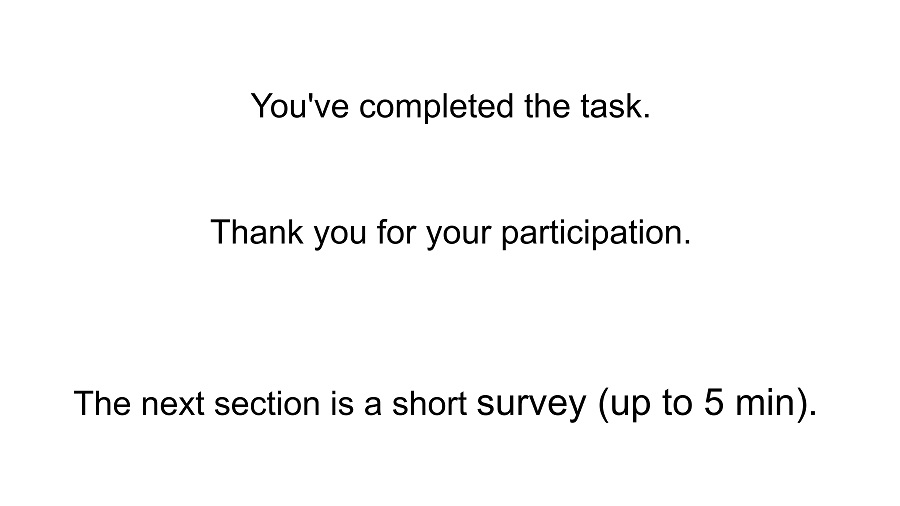 You've completed the task.
Thank you for your participation.
The next section is a short survey (up to 5 min).